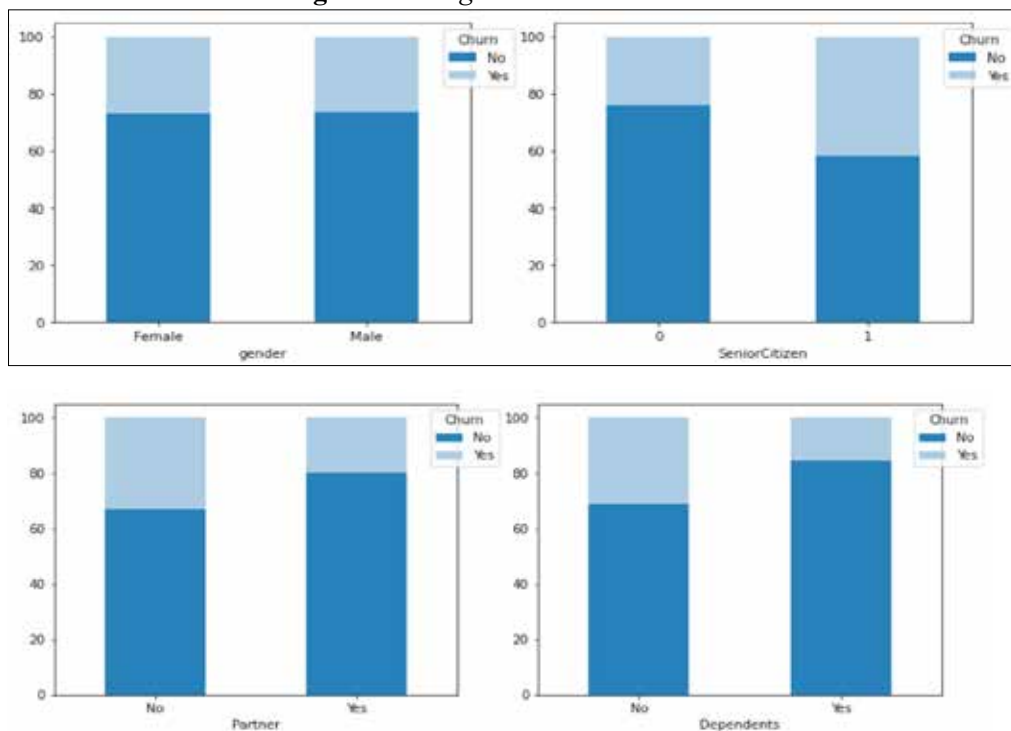 100
80
60
40
20
0
Churn
No
Yes
Female
Male
gender
100
80
60
40
20
0
Churn
No
Yes
0
1
SeniorCitizen
100
80
60
40
20
0
Churn
No
Yes
No
Yes
Partner
100
80
60
40
20
0
Churn
No
Yes
No
Yes
Dependents